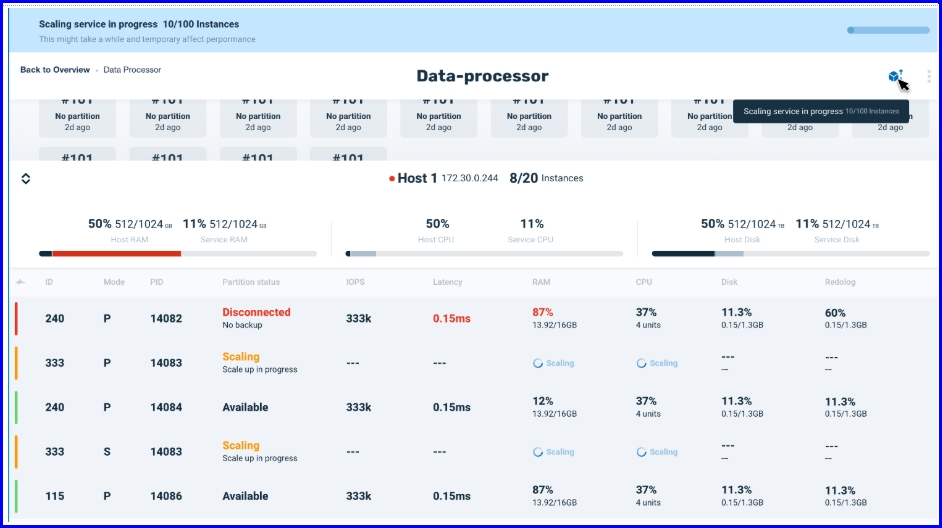 Scaling service in progress 10/100 Instances
This might take a while and temporary affect perpormance
Back to Overview - Data Processor
Data-processor
#101 #101 #101 #101 #101 #101 #101 #101
No partition No partition No partition No partition No partition No partition No partition No partition
2d ago 2d ago 2d ago 2d ago 2d ago 2d ago 2d ago 2d ago 2d ago 2d ago
Scaling service in progress 10/100 Instances
#101 #101 #101 #101
Host 1 172.30.0.244 8/20 Instances
50% 512/1024 GB 11% 512/1024 GB 50% 11% 50% 512/1024 TB 11% 512/1024 TB
Host RAM Service RAM Host CPU Service CPU Host Disk Service Disk
ID Mode PID Partition status IOPS Latency RAM CPU Disk Redolog
240 P 14082 Disconnected 333k 0.15ms 87% 37% 11.3% 60%
No backup 13.92/16GB 4 units 0.15/1.3GB 0.15/1.3GB
333 P 14083 Scaling --- --- Scaling Scaling --- ---
Scale up in progress --- ---
240 P 14084 Available 333k 0.15ms 12% 37% 11.3% 11.3%
13.92/16GB 4 units 0.15/1.3GB 0.15/1.3GB
333 S 14083 Scaling --- --- Scaling Scaling --- ---
Scale up in progress --- ---
115 P 14086 Available 333k 0.15ms 87% 37% 11.3% 11.3%
13.92/16GB 4 units 0.15/1.3GB 0.15/1.3GB